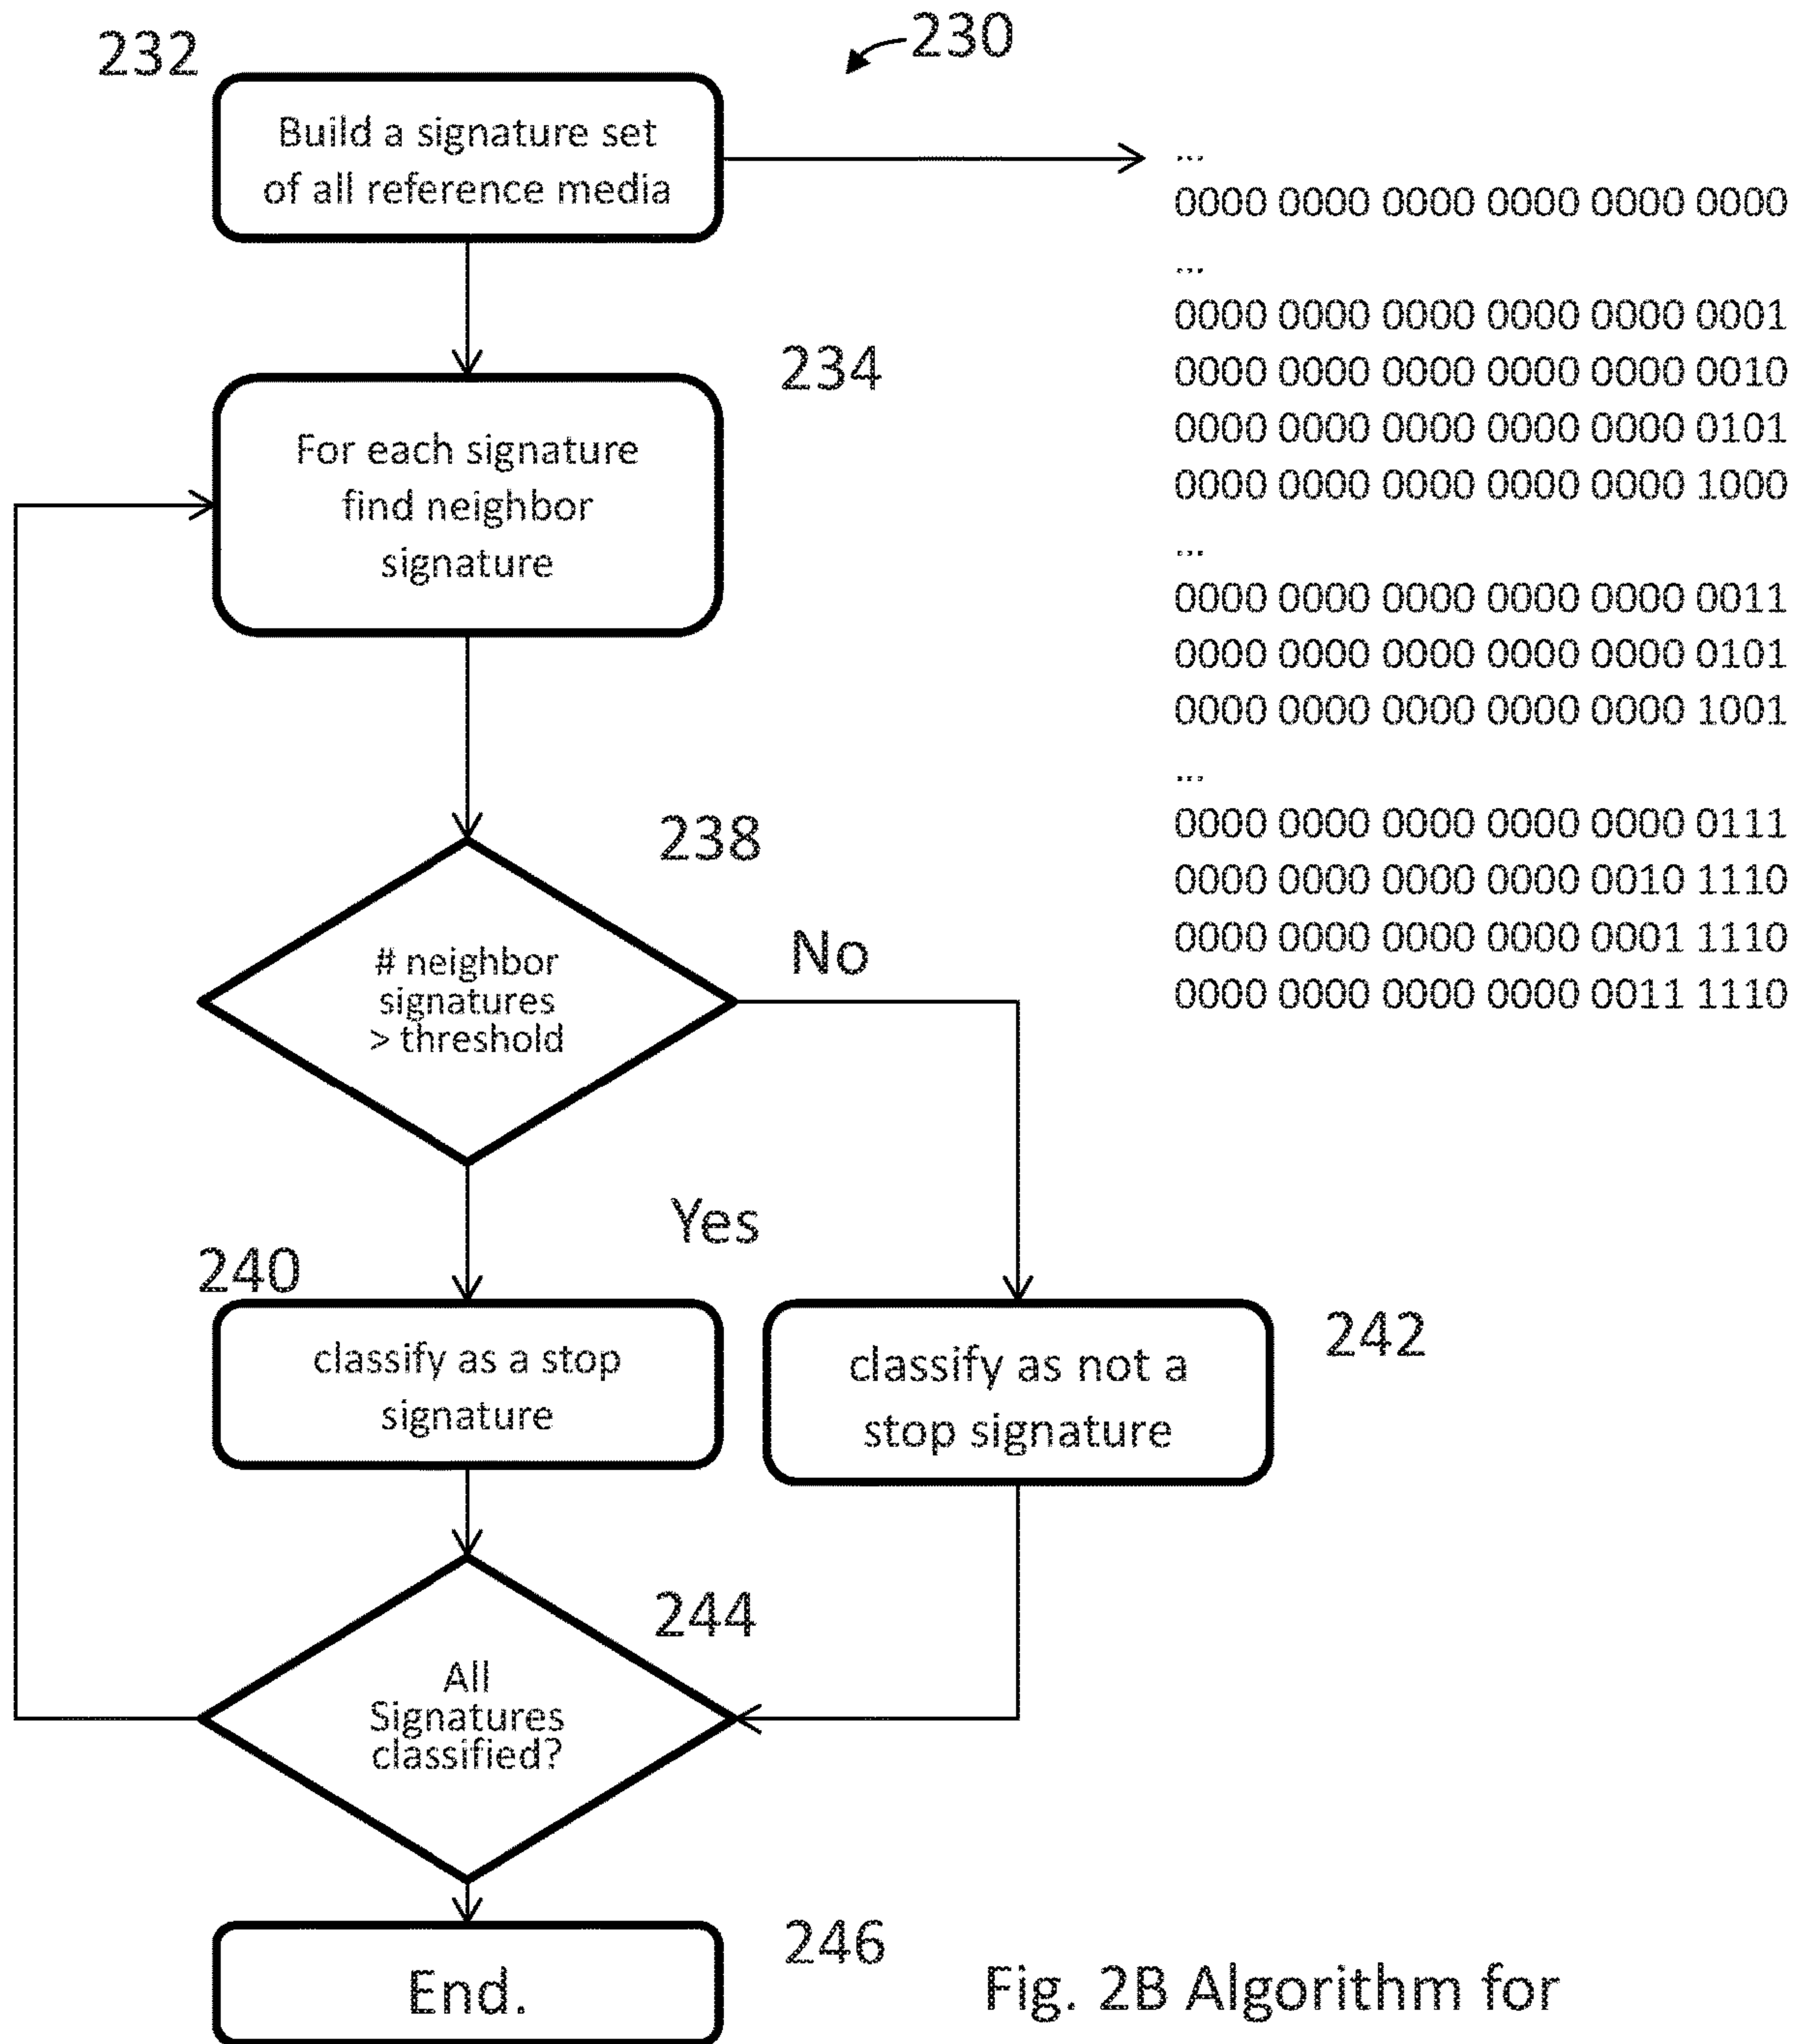 232
230
Build a signature set
of all reference media
...
0000 0000 0000 0000 0000 0000
...
0000 0000 0000 0000 0000 0001
0000 0000 0000 0000 0000 0010
0000 0000 0000 0000 0000 0101
0000 0000 0000 0000 0000 1000
...
0000 0000 0000 0000 0000 0011
0000 0000 0000 0000 0000 0101
0000 0000 0000 0000 0000 1001
...
0000 0000 0000 0000 0000 0111
0000 0000 0000 0000 0010 1110
0000 0000 0000 0000 0001 1110
0000 0000 0000 0000 0011 1110
234
For each signature
find neighbor
signature
238
# neighbor
signatures
> threshold
No
Yes
240
classify as a stop
signature
242
classify as not a
stop signature
244
All
Signatures
classified?
246
End.
Fig. 2B Algorithm for